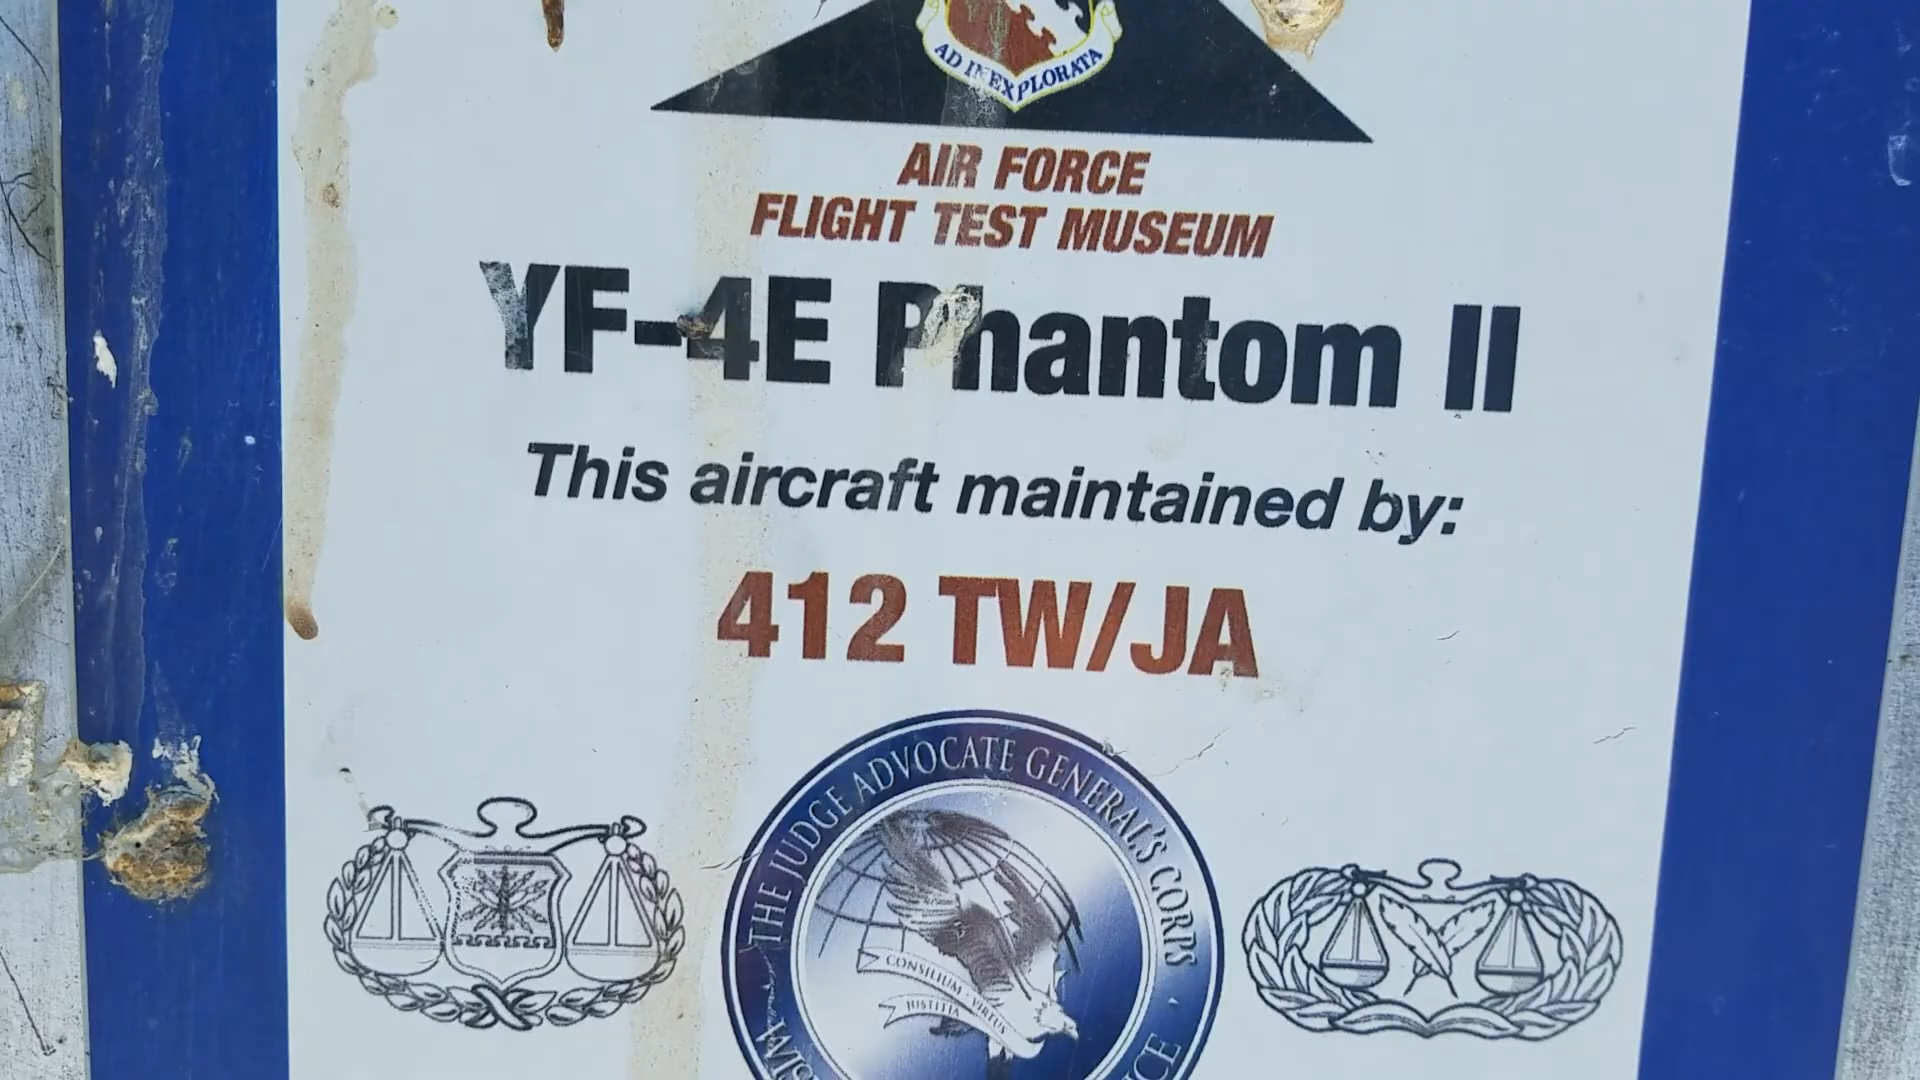 AD INEXPLORATA
AIR FORCE
FLIGHT TEST MUSEUM
YF-4E Phantom II
This aircraft maintained by:
412 TW/JA
THE JUDGE ADVOCATE GENERAL'S CORPS
CONSILIUM · VIRTUS
JUSTITIA